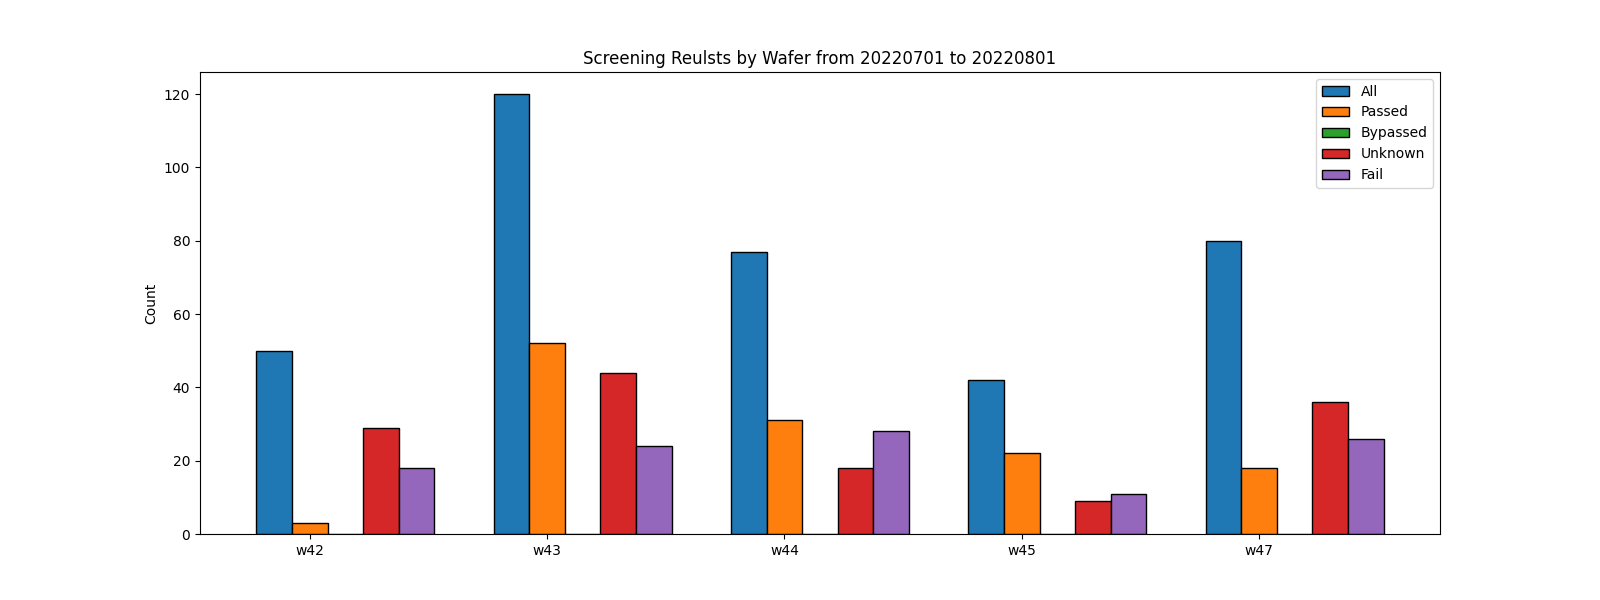 Screening Reulsts by Wafer from 20220701 to 20220801
120
100
80
60
40
20
0
Count
All
Passed
Bypassed
Unknown
Fail
w42
w43
w44
w45
w47